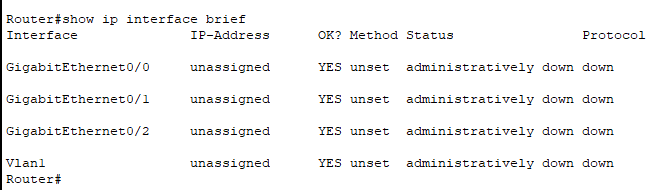 Router#show ip interface brief
Interface IP-Address OK? Method Status Protocol
GigabitEthernet0/0 unassigned YES unset administratively down down
GigabitEthernet0/1 unassigned YES unset administratively down down
GigabitEthernet0/2 unassigned YES unset administratively down down
Vlan1 unassigned YES unset administratively down down
Router#